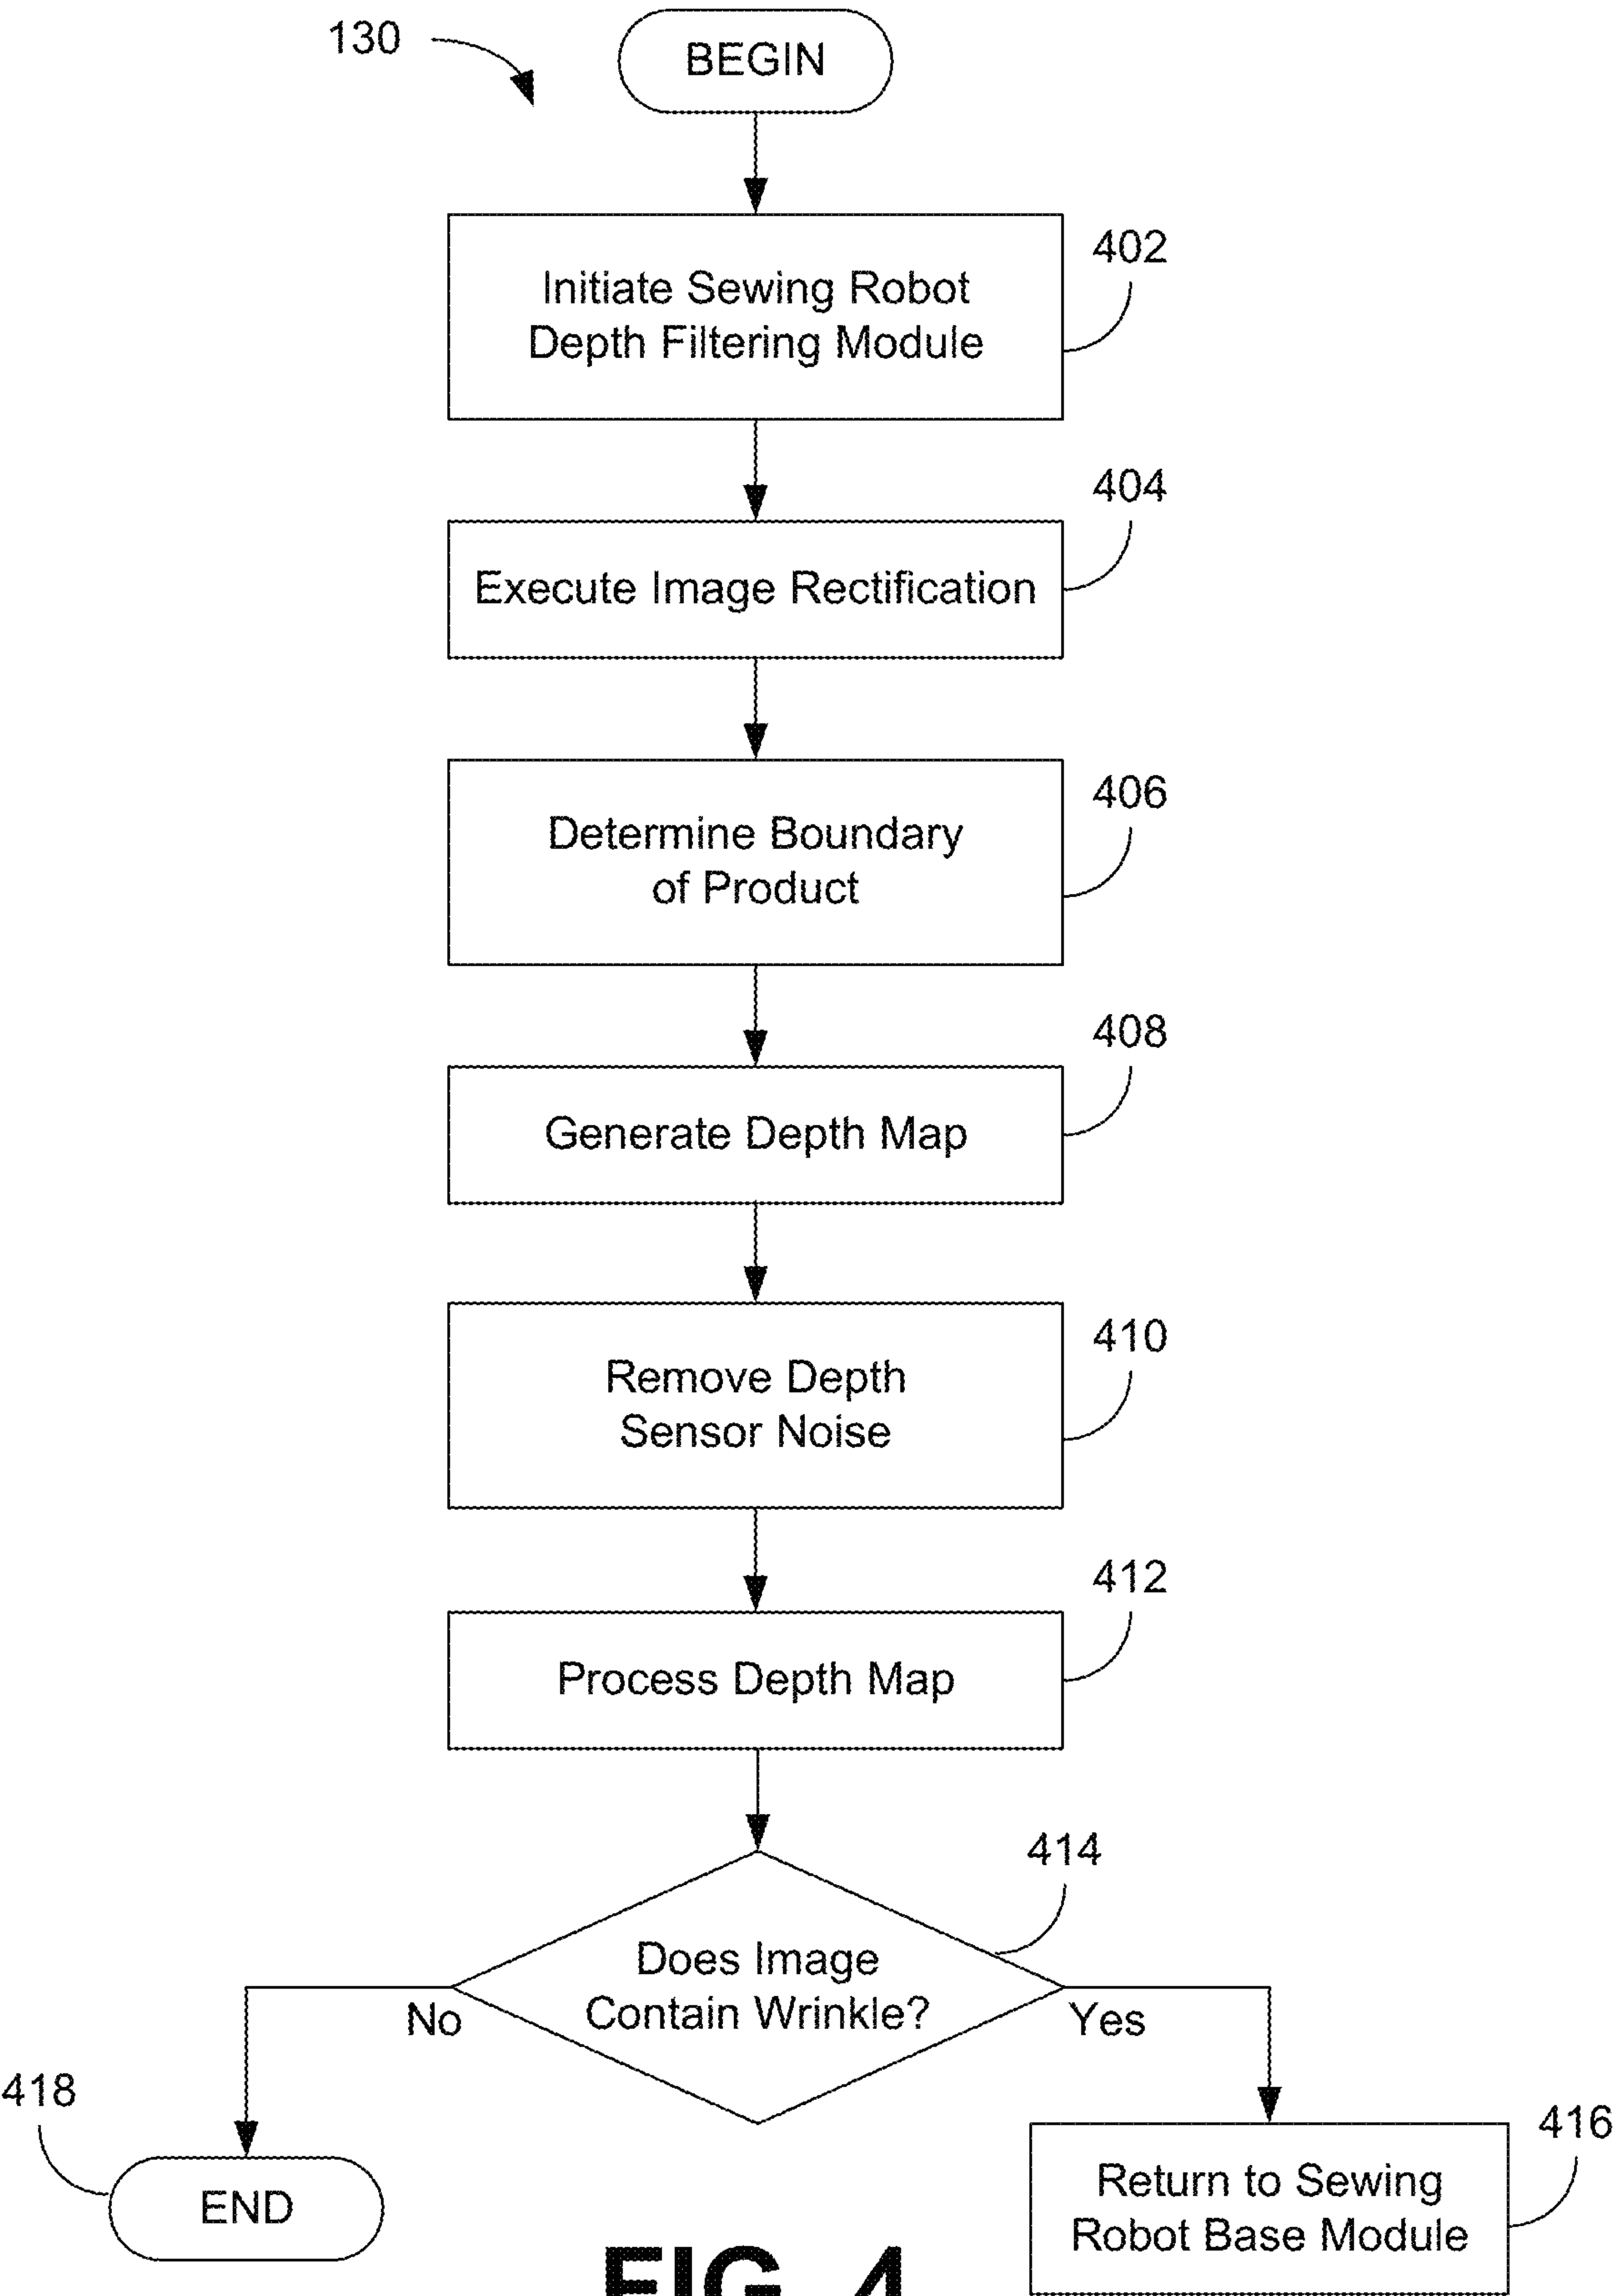 130
BEGIN
402
Initiate Sewing Robot
Depth Filtering Module
404
Execute Image Rectification
406
Determine Boundary
of Product
408
Generate Depth Map
410
Remove Depth
Sensor Noise
412
Process Depth Map
414
Does Image
Contain Wrinkle?
No
Yes
418
END
416
Return to Sewing
Robot Base Module
FIG. 4